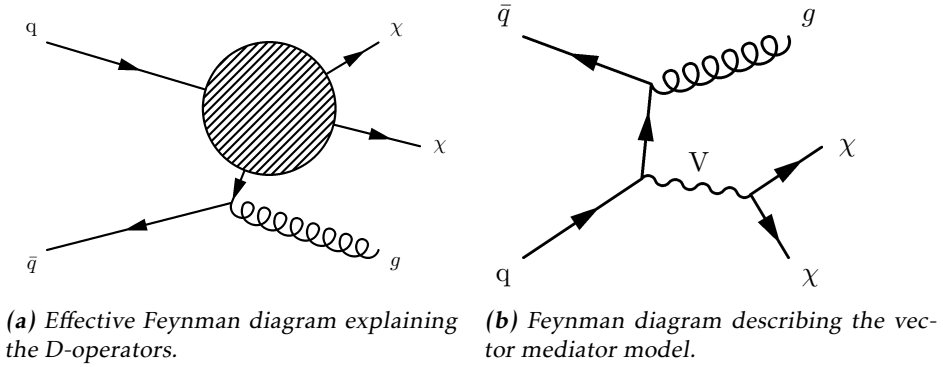 q
χ
χ
q̄
g
(a) Effective Feynman diagram explaining
the D-operators.
q̄
g
V
χ
q
χ
(b) Feynman diagram describing the vec-
tor mediator model.